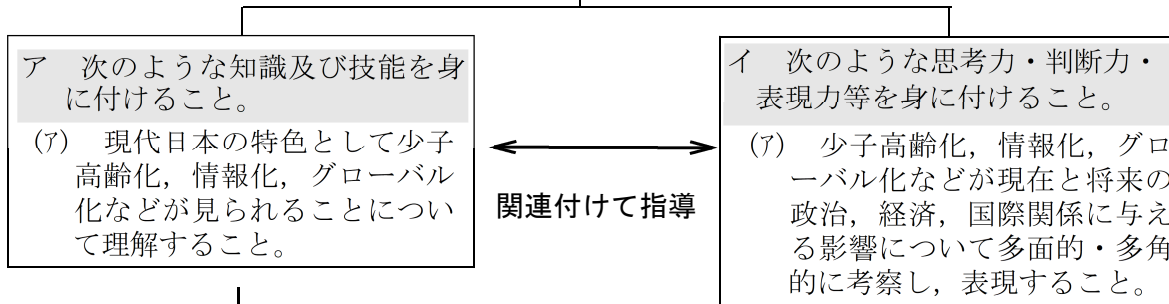 ア　次のような知識及び技能を身
に付けること。
(ｱ)　現代日本の特色として少子
高齢化，情報化，グローバル
化などが見られることについ
て理解すること。
関連付けて指導
イ　次のような思考力・判断力・
表現力等を身に付けること。
(ｱ)　少子高齢化，情報化，グロ
ーバル化などが現在と将来の
政治，経済，国際関係に与え
る影響について多面的・多角
的に考察し，表現すること。